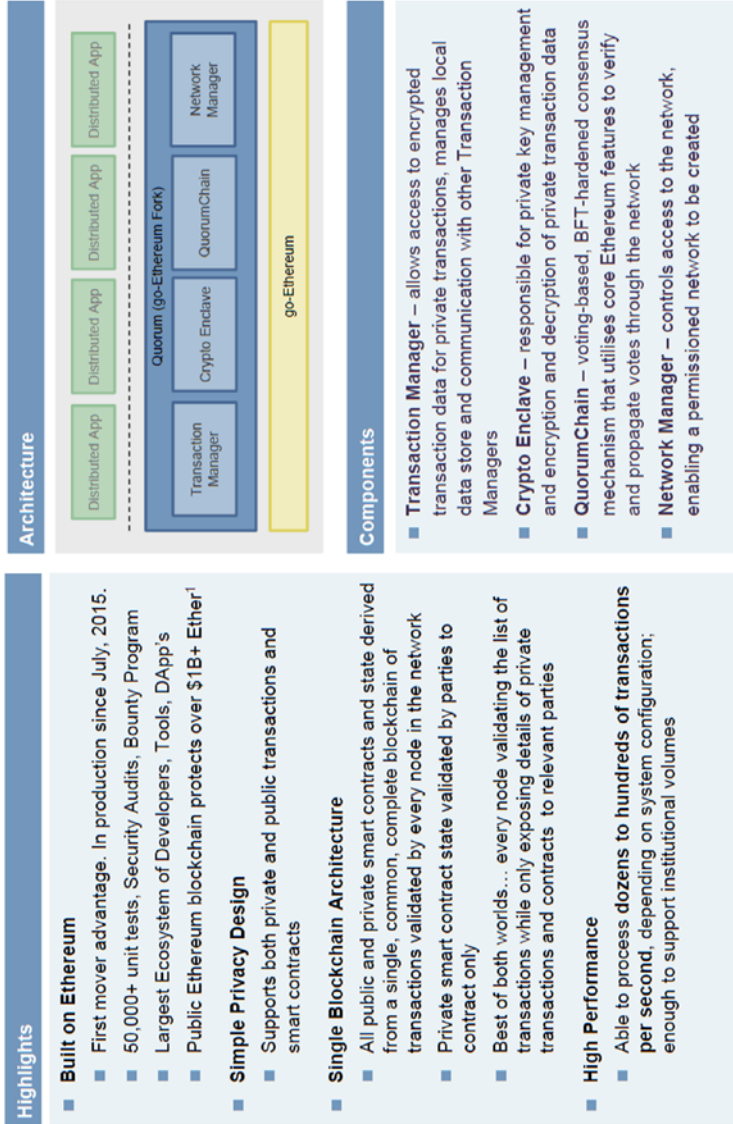 Highlights
Built on Ethereum
First mover advantage. In production since July, 2015.
50,000+ unit tests, Security Audits, Bounty Program
Largest Ecosystem of Developers, Tools, DApp's
Public Ethereum blockchain protects over $1B+ Ether1
Simple Privacy Design
Supports both private and public transactions and
smart contracts
Single Blockchain Architecture
All public and private smart contracts and state derived
from a single, common, complete blockchain of
transactions validated by every node in the network
Private smart contract state validated by parties to
contract only
Best of both worlds… every node validating the list of
transactions while only exposing details of private
transactions and contracts to relevant parties
High Performance
Able to process dozens to hundreds of transactions
per second, depending on system configuration;
enough to support institutional volumes
Architecture
Distributed App
Distributed App
Distributed App
Distributed App
Quorum (go-Ethereum Fork)
Transaction
Manager
Crypto Enclave
QuorumChain
Network
Manager
go-Ethereum
Components
Transaction Manager – allows access to encrypted
transaction data for private transactions, manages local
data store and communication with other Transaction
Managers
Crypto Enclave – responsible for private key management
and encryption and decryption of private transaction data
QuorumChain – voting-based, BFT-hardened consensus
mechanism that utilises core Ethereum features to verify
and propagate votes through the network
Network Manager – controls access to the network,
enabling a permissioned network to be created